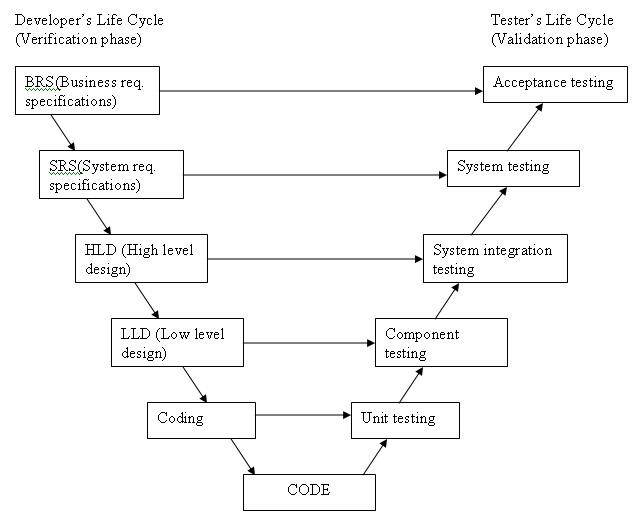 Developer's Life Cycle
(Verification phase)
Tester's Life Cycle
(Validation phase)
BRS(Business req.
specifications)
Acceptance testing
SRS(System req.
specifications)
System testing
HLD (High level
design)
System integration
testing
LLD (Low level
design)
Component
testing
Coding
Unit testing
CODE